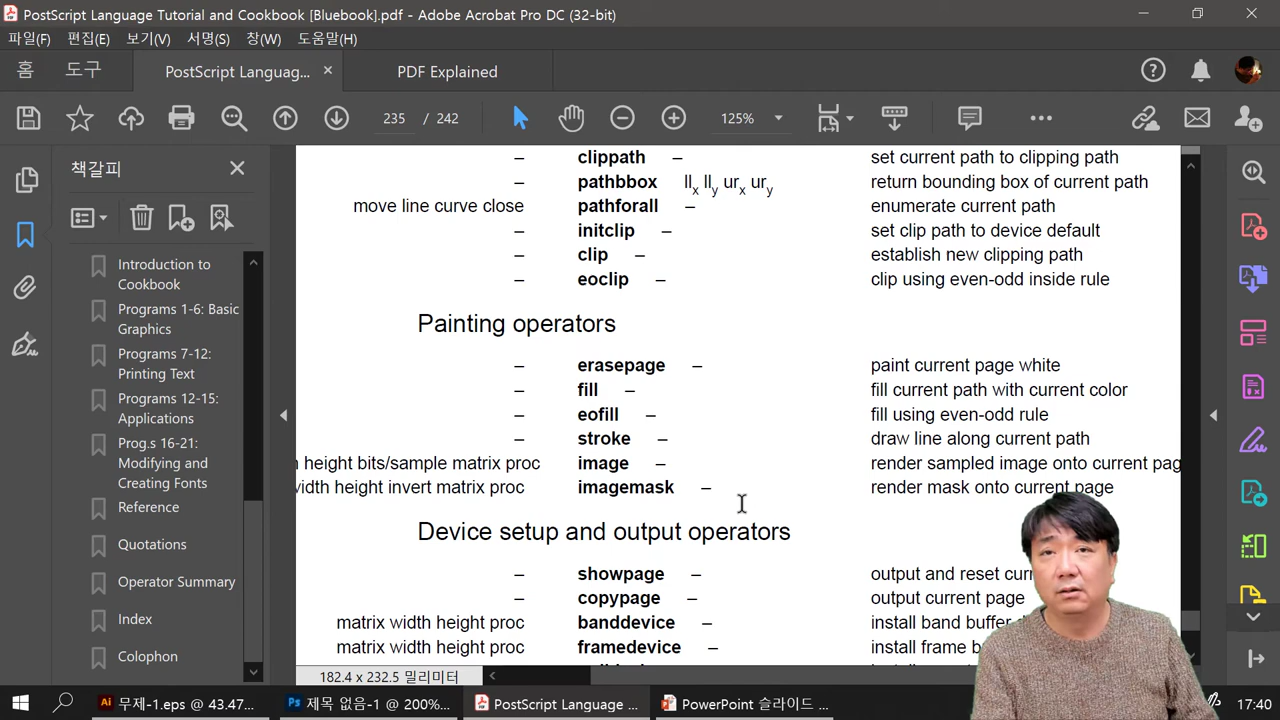 PostScript Language Tutorial and Cookbook [Bluebook].pdf - Adobe Acrobat Pro DC (32-bit)
파일(F) 편집(E) 보기(V) 서명(S) 창(W) 도움말(H)
홈 도구 PostScript Languag... PDF Explained
235 / 242 125%
책갈피
Introduction to
Cookbook
Programs 1-6: Basic
Graphics
Programs 7-12:
Printing Text
Programs 12-15:
Applications
Prog.s 16-21:
Modifying and
Creating Fonts
Reference
Quotations
Operator Summary
Index
Colophon
– clippath – set current path to clipping path
– pathbbox llx lly urx ury return bounding box of current path
move line curve close pathforall – enumerate current path
– initclip – set clip path to device default
– clip – establish new clipping path
– eoclip – clip using even-odd inside rule
Painting operators
– erasepage – paint current page white
– fill – fill current path with current color
– eofill – fill using even-odd rule
– stroke – draw line along current path
height bits/sample matrix proc image – render sampled image onto current pag
width height invert matrix proc imagemask – render mask onto current page
Device setup and output operators
– showpage – output and reset
– copypage – output current page
matrix width height proc banddevice – install band buffer
matrix width height proc framedevice – install frame
182.4 x 232.5 밀리미터
무제-1.eps @ 43.47... 제목 없음-1 @ 200%... PostScript Language ... PowerPoint 슬라이드 ... 17:40